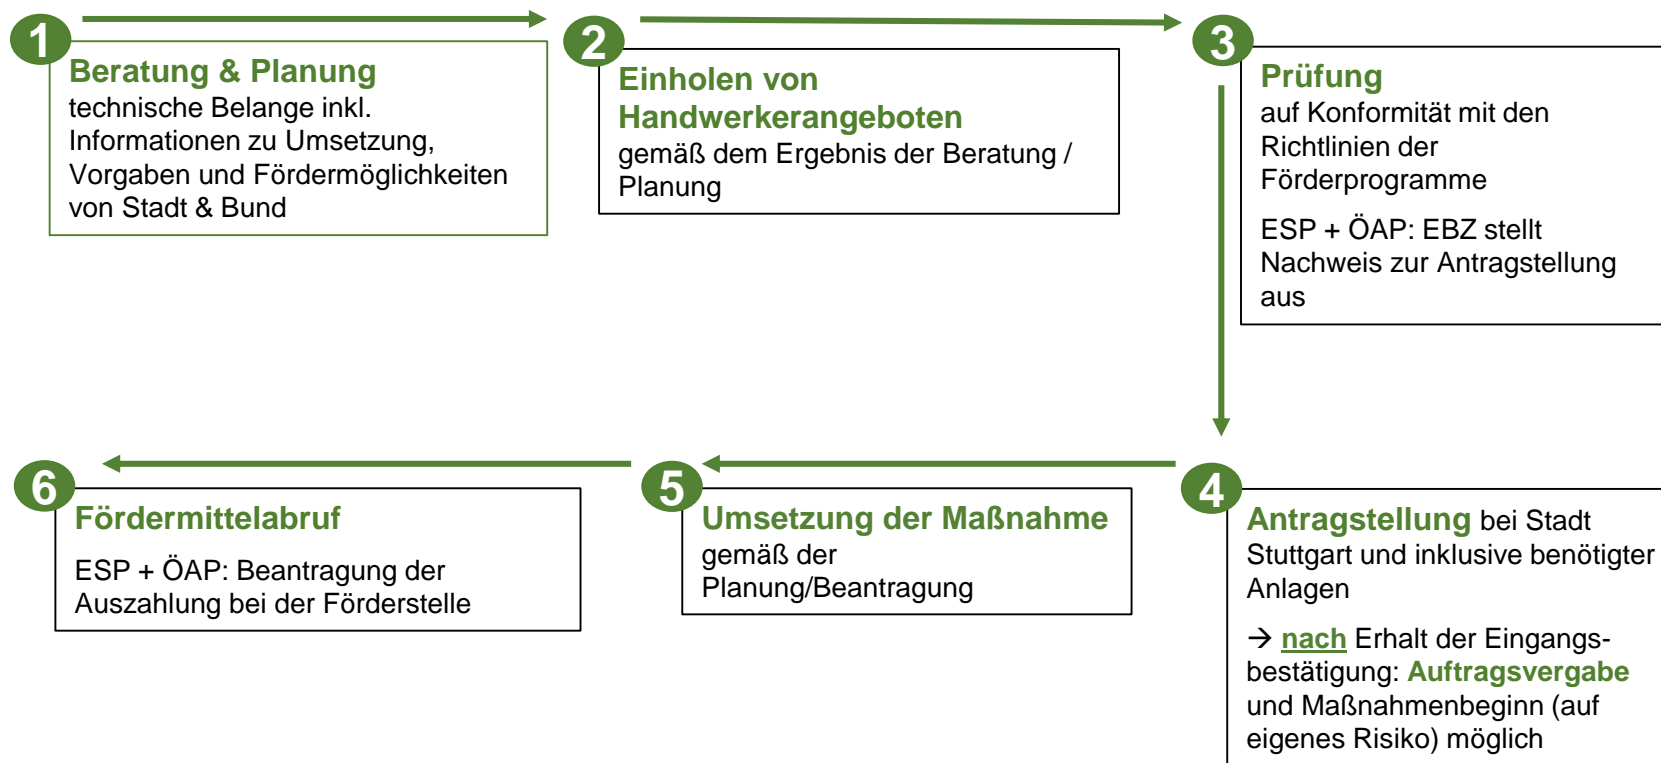 1
Beratung & Planung
technische Belange inkl.
Informationen zu Umsetzung,
Vorgaben und Fördermöglichkeiten
von Stadt & Bund
2
Einholen von
Handwerkerangeboten
gemäß dem Ergebnis der Beratung /
Planung
3
Prüfung
auf Konformität mit den
Richtlinien der
Förderprogramme
ESP + ÖAP: EBZ stellt
Nachweis zur Antragstellung
aus
4
Antragstellung bei Stadt
Stuttgart und inklusive benötigter
Anlagen
→ nach Erhalt der Eingangs-
bestätigung: Auftragsvergabe
und Maßnahmenbeginn (auf
eigenes Risiko) möglich
5
Umsetzung der Maßnahme
gemäß der
Planung/Beantragung
6
Fördermittelabruf
ESP + ÖAP: Beantragung der
Auszahlung bei der Förderstelle